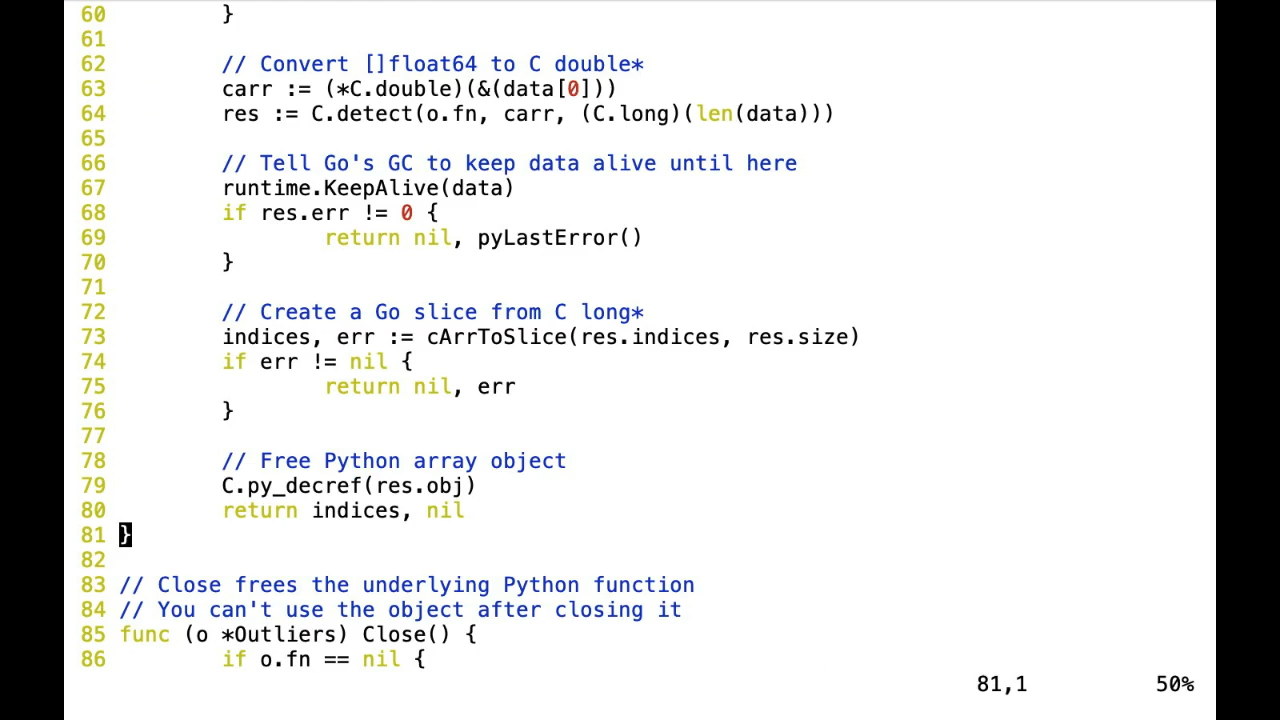 60         }
61
62         // Convert []float64 to C double*
63         carr := (*C.double)(&(data[0]))
64         res := C.detect(o.fn, carr, (C.long)(len(data)))
65
66         // Tell Go's GC to keep data alive until here
67         runtime.KeepAlive(data)
68         if res.err != 0 {
69                 return nil, pyLastError()
70         }
71
72         // Create a Go slice from C long*
73         indices, err := cArrToSlice(res.indices, res.size)
74         if err != nil {
75                 return nil, err
76         }
77
78         // Free Python array object
79         C.py_decref(res.obj)
80         return indices, nil
81 }
82
83 // Close frees the underlying Python function
84 // You can't use the object after closing it
85 func (o *Outliers) Close() {
86         if o.fn == nil {
81,1 50%